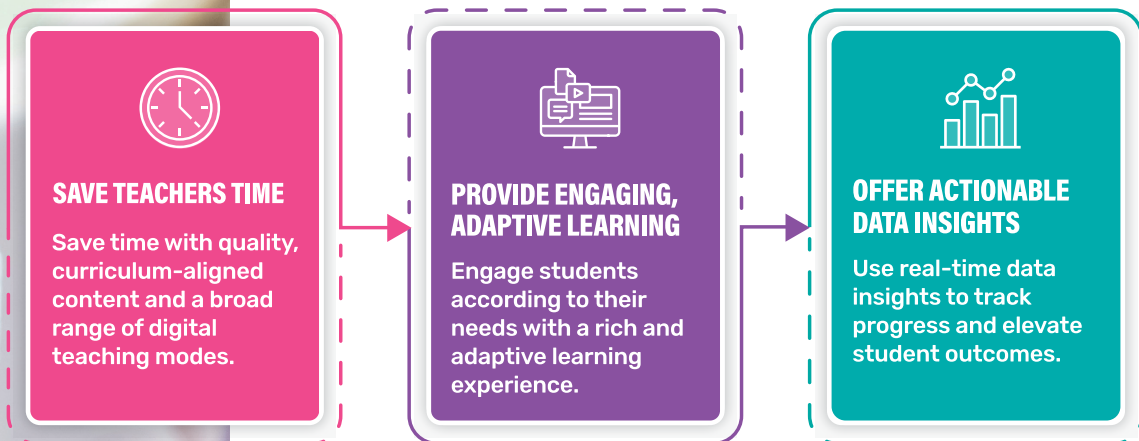 SAVE TEACHERS TIME
Save time with quality,
curriculum-aligned
content and a broad
range of digital
teaching modes.
PROVIDE ENGAGING,
ADAPTIVE LEARNING
Engage students
according to their
needs with a rich and
adaptive learning
experience.
OFFER ACTIONABLE
DATA INSIGHTS
Use real-time data
insights to track
progress and elevate
student outcomes.